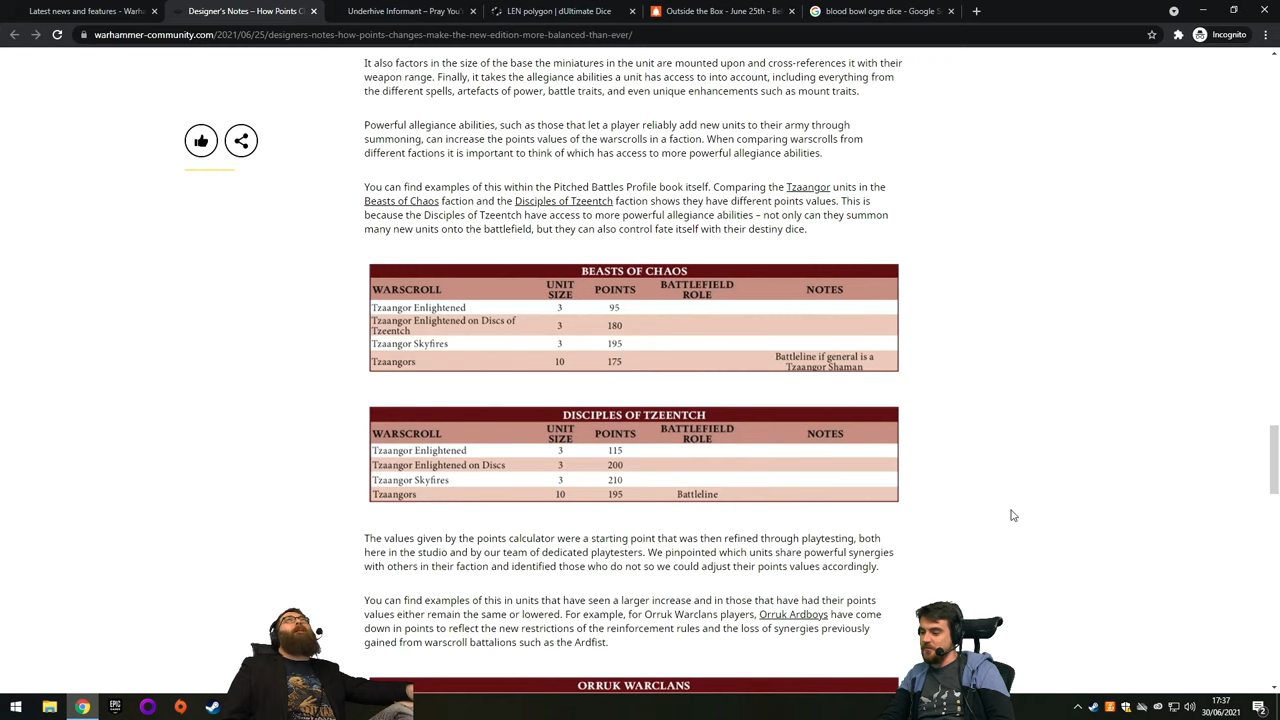 Latest news and features - Warh
Designer's Notes – How Points C
Underhive Informant – Pray You'
LEN polygon | dUltimate Dice
Outside the Box - June 25th - Be
blood bowl ogre dice - Google S
warhammer-community.com/2021/06/25/designers-notes-how-points-changes-make-the-new-edition-more-balanced-than-ever/
Incognito
It also factors in the size of the base the miniatures in the unit are mounted upon and cross-references it with their
weapon range. Finally, it takes the allegiance abilities a unit has access to into account, including everything from
the different spells, artefacts of power, battle traits, and even unique enhancements such as mount traits.
Powerful allegiance abilities, such as those that let a player reliably add new units to their army through
summoning, can increase the points values of the warscrolls in a faction. When comparing warscrolls from
different factions it is important to think of which has access to more powerful allegiance abilities.
You can find examples of this within the Pitched Battles Profile book itself. Comparing the Tzaangor units in the
Beasts of Chaos faction and the Disciples of Tzeentch faction shows they have different points values. This is
because the Disciples of Tzeentch have access to more powerful allegiance abilities – not only can they summon
many new units onto the battlefield, but they can also control fate itself with their destiny dice.
BEASTS OF CHAOS
WARSCROLL UNIT SIZE POINTS BATTLEFIELD ROLE NOTES
Tzaangor Enlightened 3 95
Tzaangor Enlightened on Discs of Tzeentch 3 180
Tzaangor Skyfires 3 195
Tzaangors 10 175 Battleline if general is a Tzaangor Shaman
DISCIPLES OF TZEENTCH
WARSCROLL UNIT SIZE POINTS BATTLEFIELD ROLE NOTES
Tzaangor Enlightened 3 115
Tzaangor Enlightened on Discs 3 200
Tzaangor Skyfires 3 210
Tzaangors 10 195 Battleline
The values given by the points calculator were a starting point that was then refined through playtesting, both
here in the studio and by our team of dedicated playtesters. We pinpointed which units share powerful synergies
with others in their faction and identified those who do not so we could adjust their points values accordingly.
You can find examples of this in units that have seen a larger increase and in those that have had their points
values either remain the same or lowered. For example, for Orruk Warclans players, Orruk Ardboys have come
down in points to reflect the new restrictions of the reinforcement rules and the loss of synergies previously
gained from warscroll battalions such as the Ardfist.
ORRUK WARCLANS
EPIC GAMES
17:37
30/06/2021
2